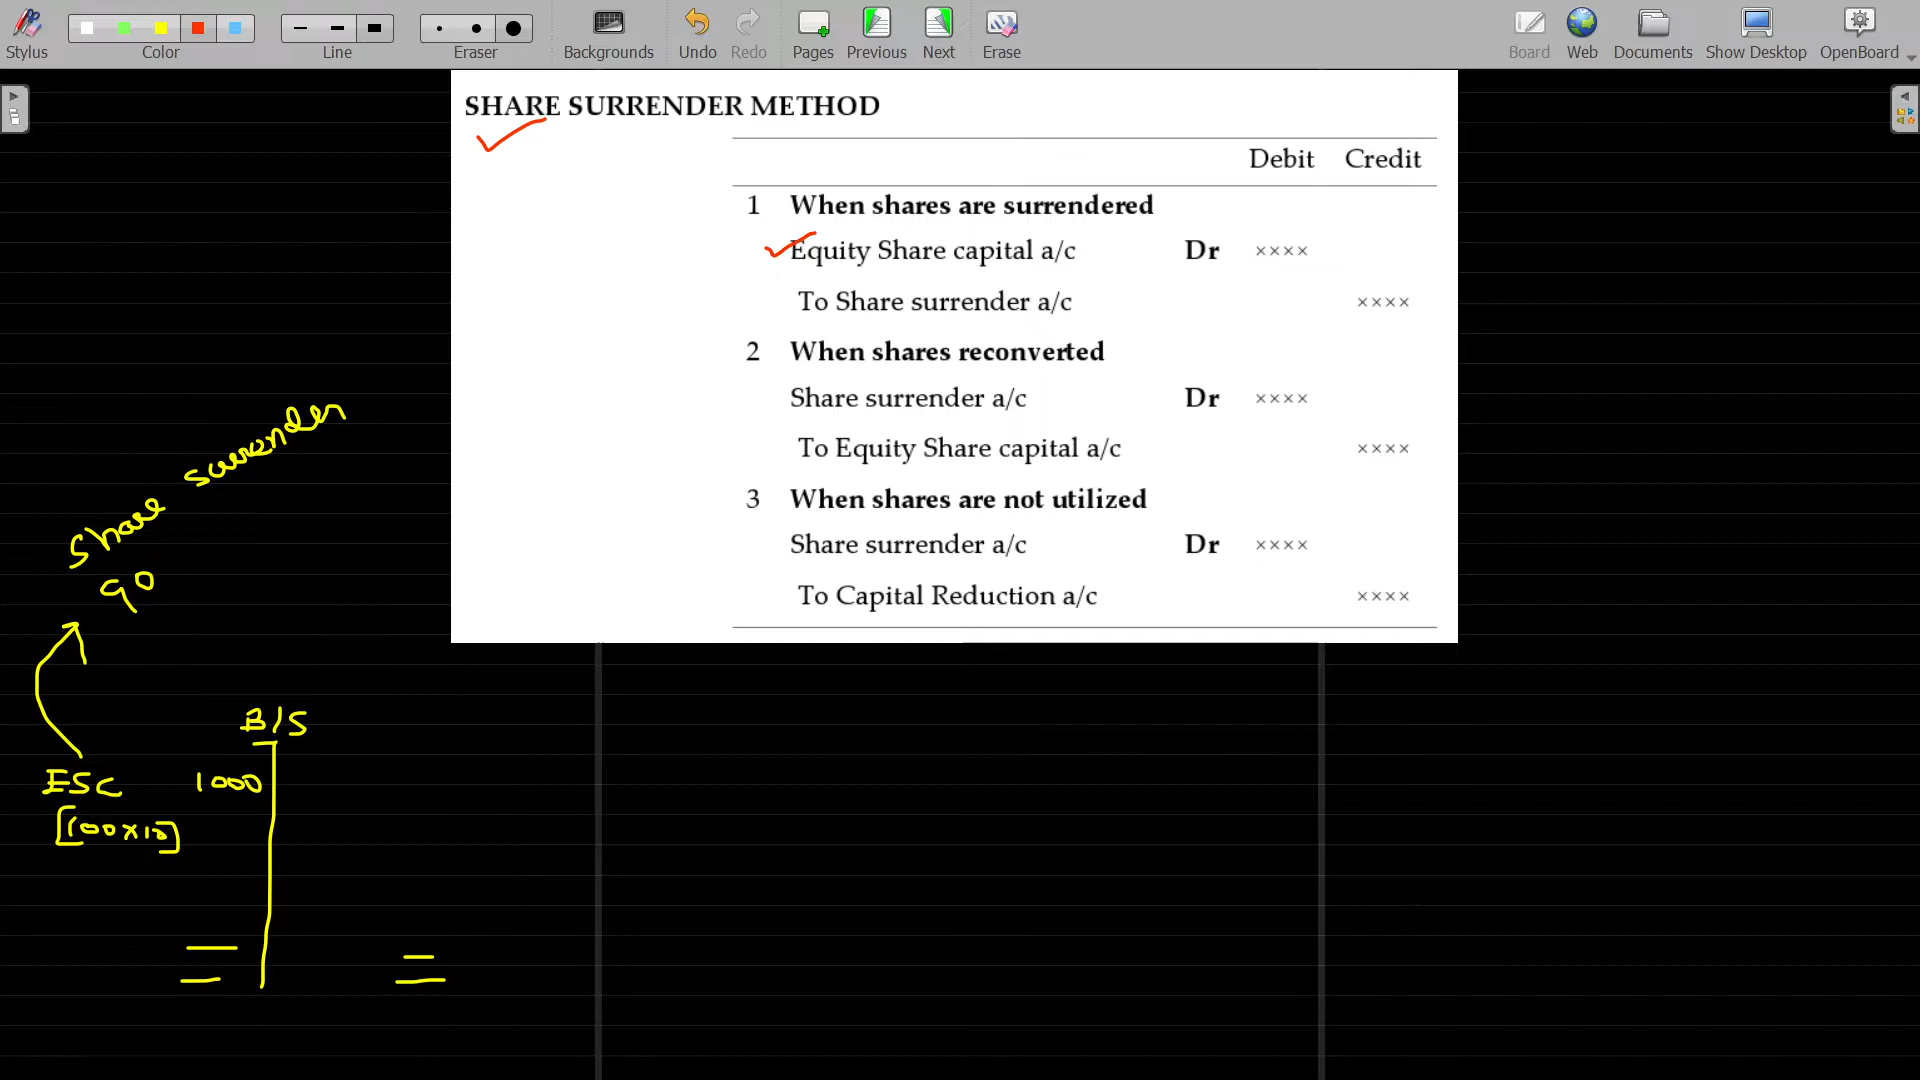 Stylus
Color
Line
Eraser
Backgrounds
Undo
Redo
Pages
Previous
Next
Erase
Board
Web
Documents
Show Desktop
OpenBoard
SHARE SURRENDER METHOD
Debit Credit
1 When shares are surrendered
Equity Share capital a/c Dr ××××
To Share surrender a/c ××××
2 When shares reconverted
Share surrender a/c Dr ××××
To Equity Share capital a/c ××××
3 When shares are not utilized
Share surrender a/c Dr ××××
To Capital Reduction a/c ××××
Share surrender
90
B/S
ESC 1000
[100×10]